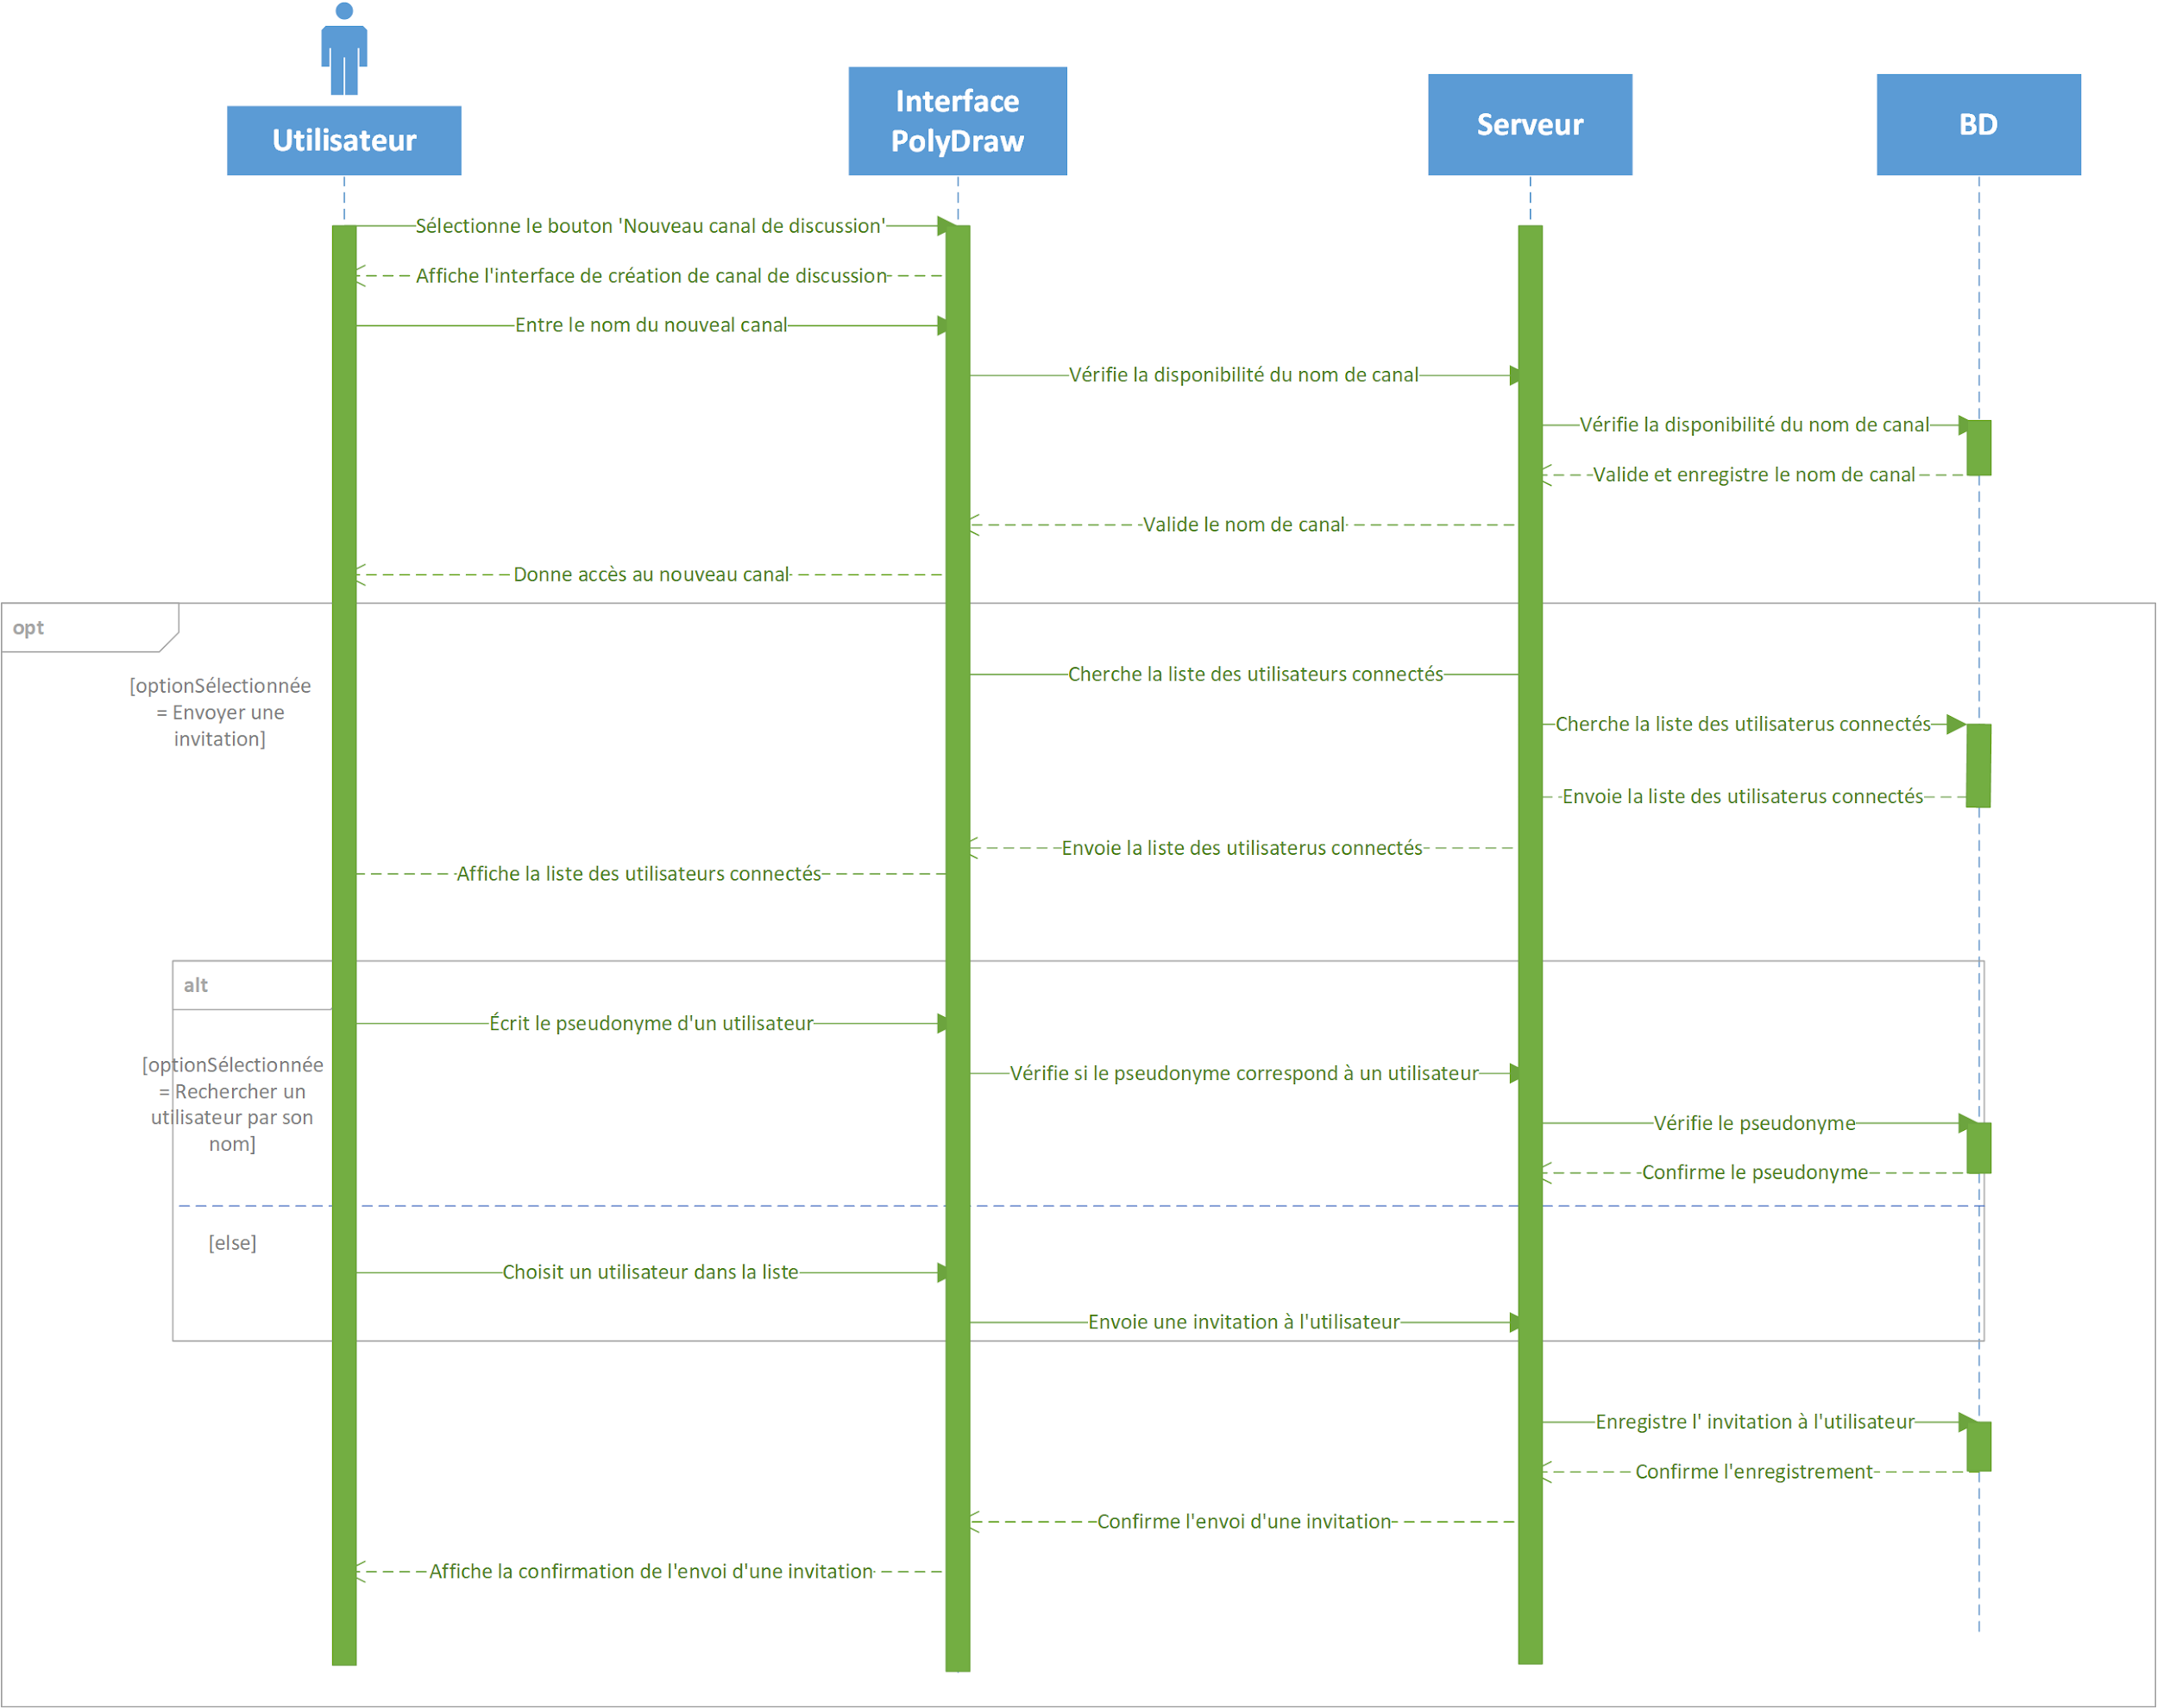 Utilisateur
Interface
PolyDraw
Serveur
BD
Sélectionne le bouton 'Nouveau canal de discussion'
Affiche l'interface de création de canal de discussion
Entre le nom du nouveal canal
Vérifie la disponibilité du nom de canal
Vérifie la disponibilité du nom de canal
Valide et enregistre le nom de canal
Valide le nom de canal
Donne accès au nouveau canal
opt
[optionSélectionnée
= Envoyer une
invitation]
Cherche la liste des utilisateurs connectés
Cherche la liste des utilisaterus connectés
Envoie la liste des utilisaterus connectés
Envoie la liste des utilisaterus connectés
Affiche la liste des utilisateurs connectés
alt
Écrit le pseudonyme d'un utilisateur
[optionSélectionnée
= Rechercher un
utilisateur par son
nom]
Vérifie si le pseudonyme correspond à un utilisateur
Vérifie le pseudonyme
Confirme le pseudonyme
[else]
Choisit un utilisateur dans la liste
Envoie une invitation à l'utilisateur
Enregistre l' invitation à l'utilisateur
Confirme l'enregistrement
Confirme l'envoi d'une invitation
Affiche la confirmation de l'envoi d'une invitation